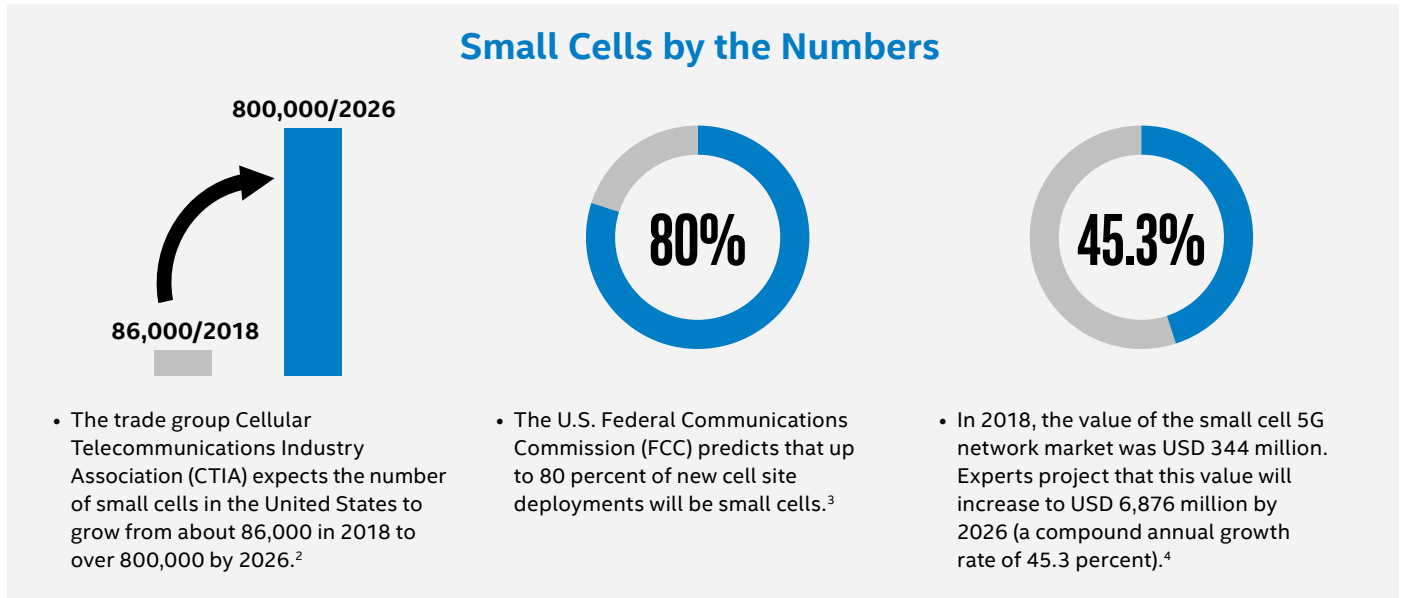 Small Cells by the Numbers
800,000/2026
86,000/2018
• The trade group Cellular
Telecommunications Industry
Association (CTIA) expects the number
of small cells in the United States to
grow from about 86,000 in 2018 to
over 800,000 by 2026.²
80%
• The U.S. Federal Communications
Commission (FCC) predicts that up
to 80 percent of new cell site
deployments will be small cells.³
45.3%
• In 2018, the value of the small cell 5G
network market was USD 344 million.
Experts project that this value will
increase to USD 6,876 million by
2026 (a compound annual growth
rate of 45.3 percent).⁴